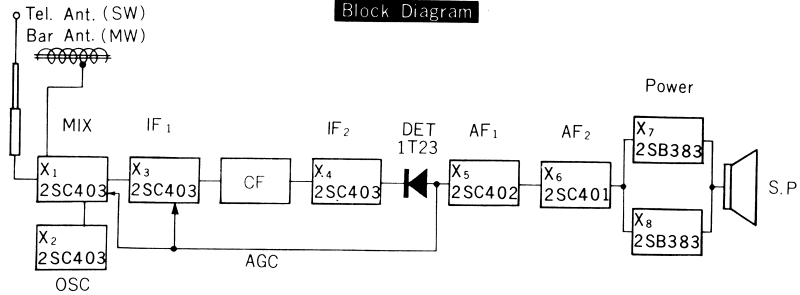 Block Diagram
Tel. Ant. (SW)
Bar Ant. (MW)
MIX
IF1
IF2
DET
1T23
AF1
AF2
Power
X1
2SC403
X3
2SC403
CF
X4
2SC403
X5
2SC402
X6
2SC401
X7
2SB383
X8
2SB383
S.P
X2
2SC403
OSC
AGC